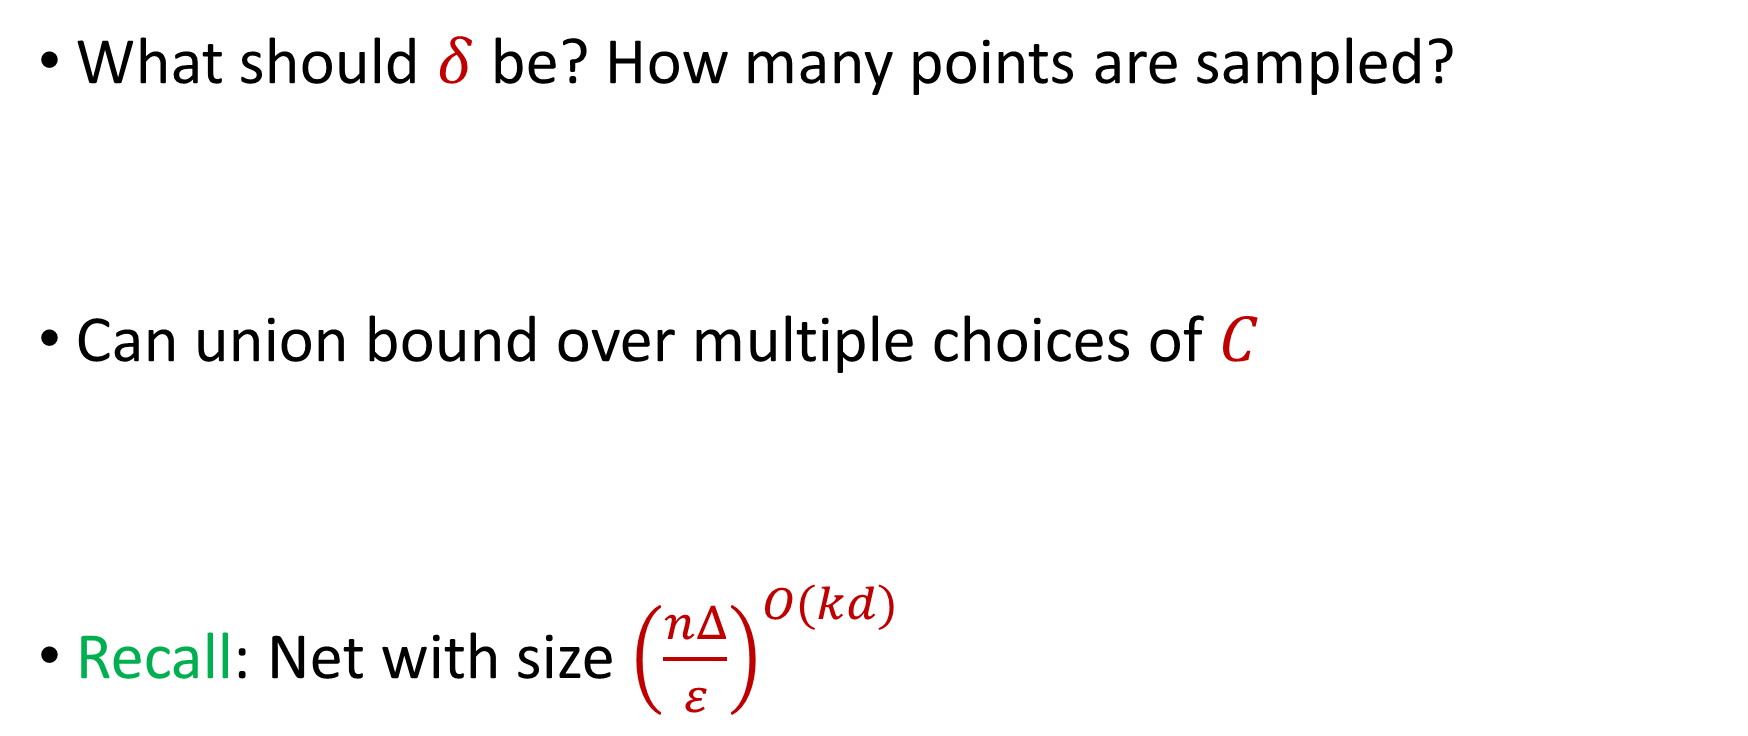 • What should δ be? How many points are sampled?
• Can union bound over multiple choices of C
• Recall: Net with size (nΔ/ε)^O(kd)